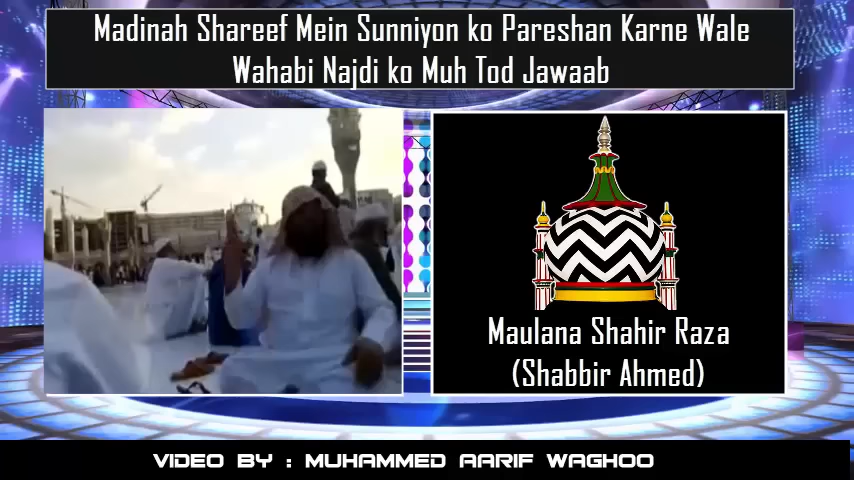 Madinah Shareef Mein Sunniyon ko Pareshan Karne Wale
Wahabi Najdi ko Muh Tod Jawaab
Maulana Shahir Raza
(Shabbir Ahmed)
VIDEO BY : MUHAMMED AARIF WAGHOO